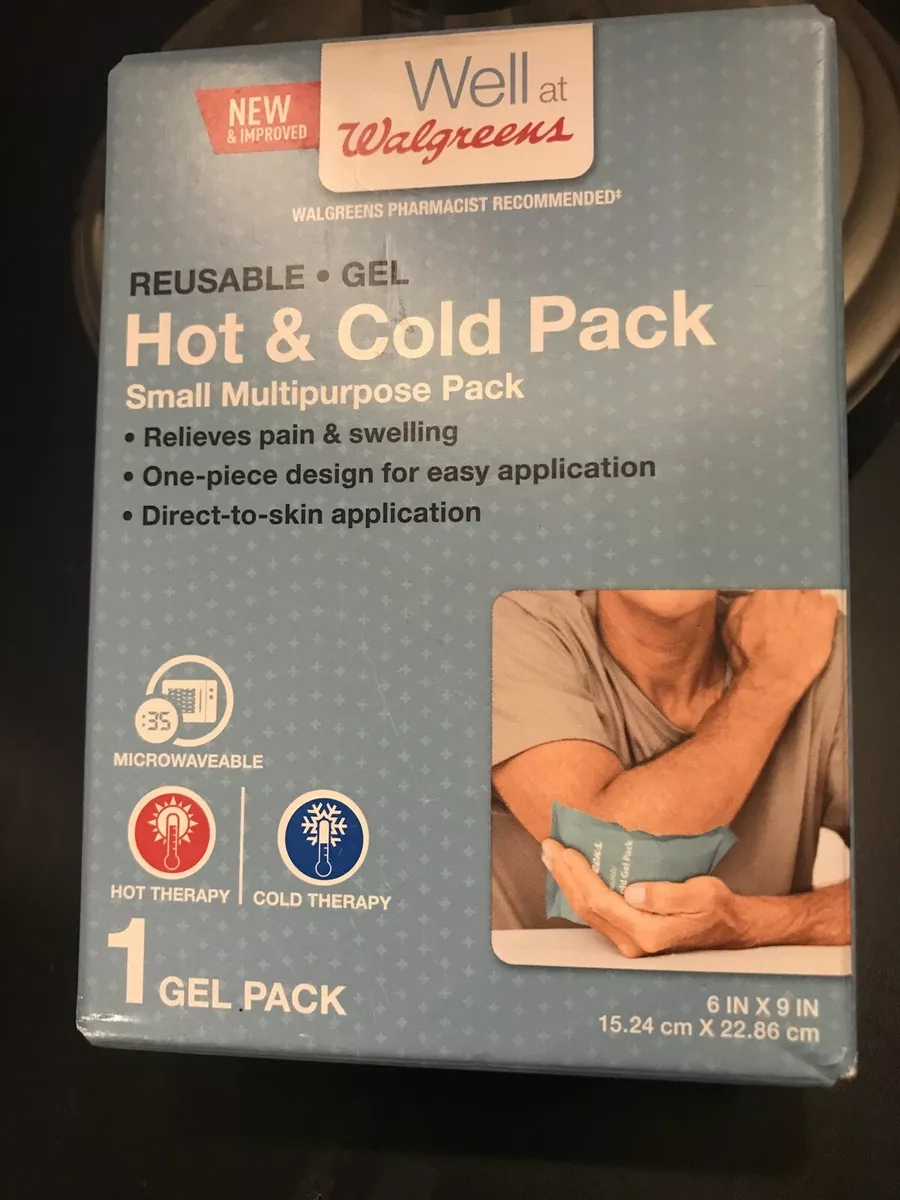 NEW
& IMPROVED
Well at
Walgreens
WALGREENS PHARMACIST RECOMMENDED‡
REUSABLE • GEL
Hot & Cold Pack
Small Multipurpose Pack
• Relieves pain & swelling
• One-piece design for easy application
• Direct-to-skin application
:35
MICROWAVEABLE
HOT THERAPY
COLD THERAPY
1 GEL PACK
Gel Pack
6 IN X 9 IN
15.24 cm X 22.86 cm